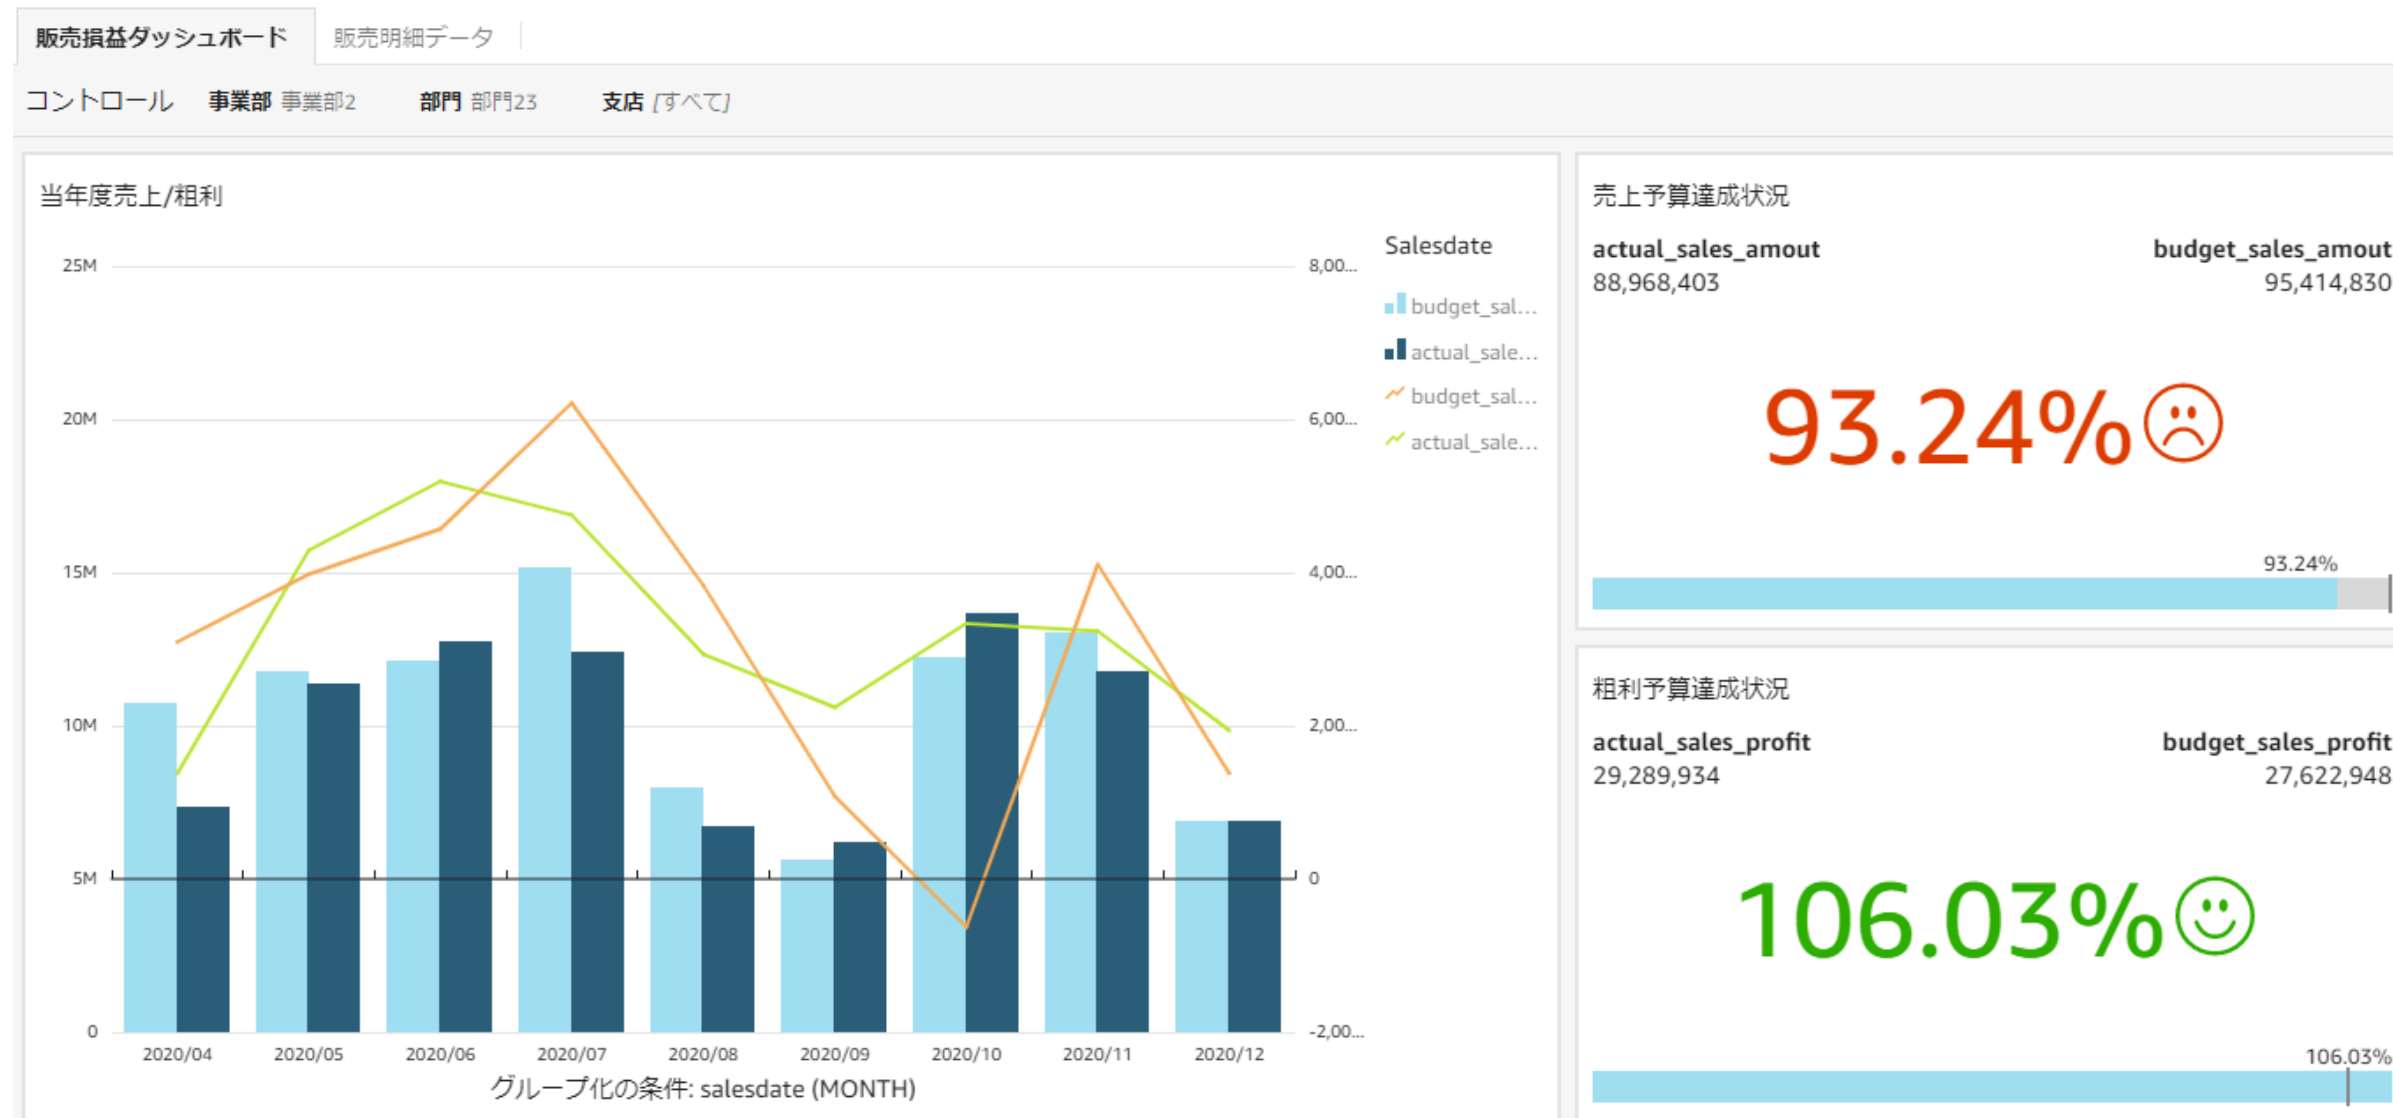 販売損益ダッシュボード 販売明細データ
コントロール 事業部 事業部2 部門 部門23 支店 [すべて]
当年度売上/粗利
25M
20M
15M
10M
5M
0
8,00...
6,00...
4,00...
2,00...
0
-2,00...
2020/04 2020/05 2020/06 2020/07 2020/08 2020/09 2020/10 2020/11 2020/12
グループ化の条件: salesdate (MONTH)
Salesdate
budget_sal...
actual_sale...
budget_sal...
actual_sale...
売上予算達成状況
actual_sales_amout budget_sales_amout
88,968,403 95,414,830
93.24%
93.24%
粗利予算達成状況
actual_sales_profit budget_sales_profit
29,289,934 27,622,948
106.03%
106.03%